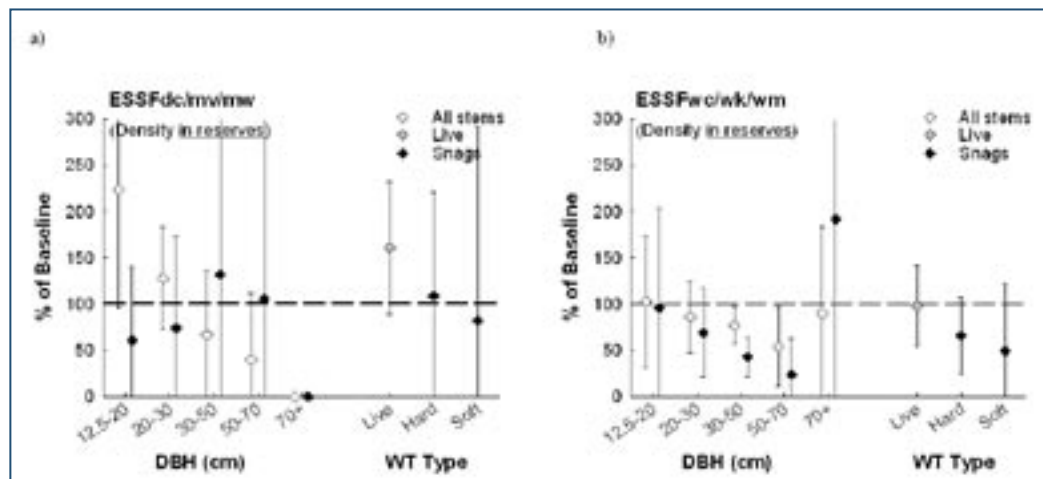 a)
ESSFdc/mv/mw
(Density in reserves)
All stems
Live
Snags
300
250
200
150
100
50
0
% of Baseline
12.5-20
20-30
30-50
50-70
70+
Live
Hard
Soft
DBH (cm)
WT Type
b)
ESSFwc/wk/wm
(Density in reserves)
All stems
Live
Snags
300
250
200
150
100
50
0
% of Baseline
12.5-20
20-30
30-50
50-70
70+
Live
Hard
Soft
DBH (cm)
WT Type